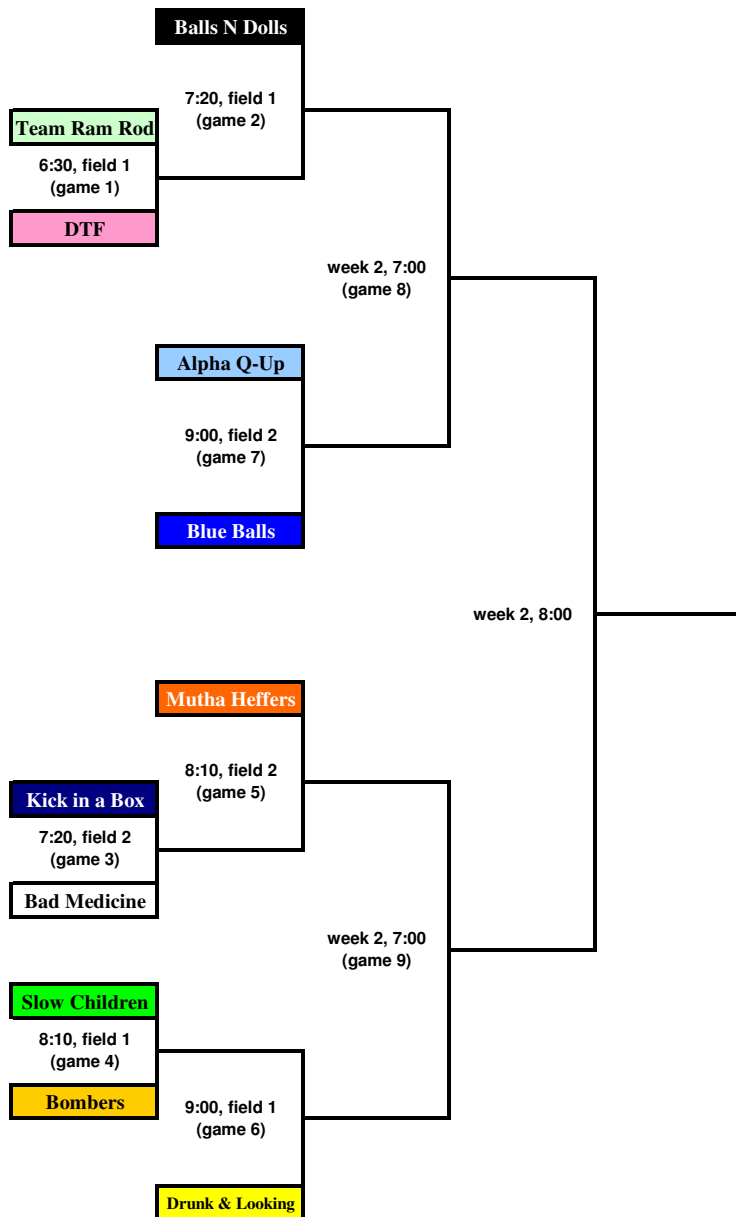 Balls N Dolls
7:20, field 1
(game 2)
Team Ram Rod
6:30, field 1
(game 1)
DTF
week 2, 7:00
(game 8)
Alpha Q-Up
9:00, field 2
(game 7)
Blue Balls
week 2, 8:00
Mutha Heffers
8:10, field 2
(game 5)
Kick in a Box
7:20, field 2
(game 3)
Bad Medicine
week 2, 7:00
(game 9)
Slow Children
8:10, field 1
(game 4)
Bombers
9:00, field 1
(game 6)
Drunk & Looking